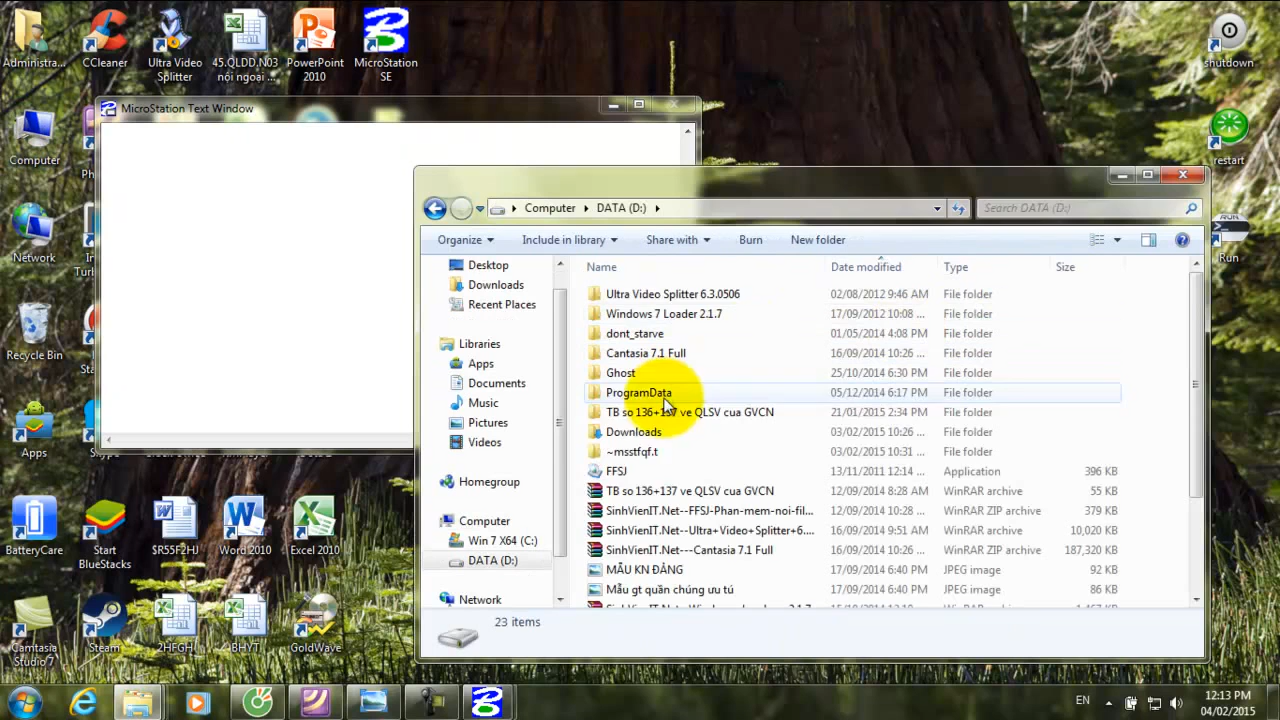 Administra...
CCleaner
Ultra Video
Splitter
45.QLDD.N03
nội ngoại ...
PowerPoint
2010
MicroStation
SE
shutdown
MicroStation Text Window
Computer
restart
Computer
DATA (D:)
Search DATA (D:)
Organize
Include in library
Share with
Burn
New folder
Network
Run
Desktop
Downloads
Recent Places
Libraries
Apps
Documents
Music
Pictures
Videos
Homegroup
Computer
Win 7 X64 (C:)
DATA (D:)
Network
Name
Date modified
Type
Size
Ultra Video Splitter 6.3.0506 02/08/2012 9:46 AM File folder
Windows 7 Loader 2.1.7 17/09/2012 10:08 ... File folder
dont_starve 01/05/2014 4:08 PM File folder
Cantasia 7.1 Full 16/09/2014 10:26 ... File folder
Ghost 25/10/2014 6:30 PM File folder
ProgramData 05/12/2014 6:17 PM File folder
TB so 136+137 ve QLSV cua GVCN 21/01/2015 2:34 PM File folder
Downloads 03/02/2015 10:26 ... File folder
~msstfqf.t 03/02/2015 10:31 ... File folder
FFSJ 13/11/2011 12:14 ... Application 396 KB
TB so 136+137 ve QLSV cua GVCN 12/09/2014 8:28 AM WinRAR archive 55 KB
SinhVienIT.Net--FFSJ-Phan-mem-noi-fil... 12/09/2014 10:28 ... WinRAR ZIP archive 379 KB
SinhVienIT.Net--Ultra+Video+Splitter+6.... 16/09/2014 9:51 AM WinRAR ZIP archive 10,020 KB
SinhVienIT.Net---Cantasia 7.1 Full 16/09/2014 10:26 ... WinRAR ZIP archive 187,320 KB
MẪU KN ĐẢNG 17/09/2014 6:40 PM JPEG image 92 KB
Mẫu gt quần chúng ưu tú 17/09/2014 6:40 PM JPEG image 86 KB
23 items
Recycle Bin
Apps
BatteryCare
Start
BlueStacks
$R55F2HJ
Word 2010
Excel 2010
Camtasia
Studio 7
Steam
2HFGH
BHYT
GoldWave
EN
12:13 PM
04/02/2015